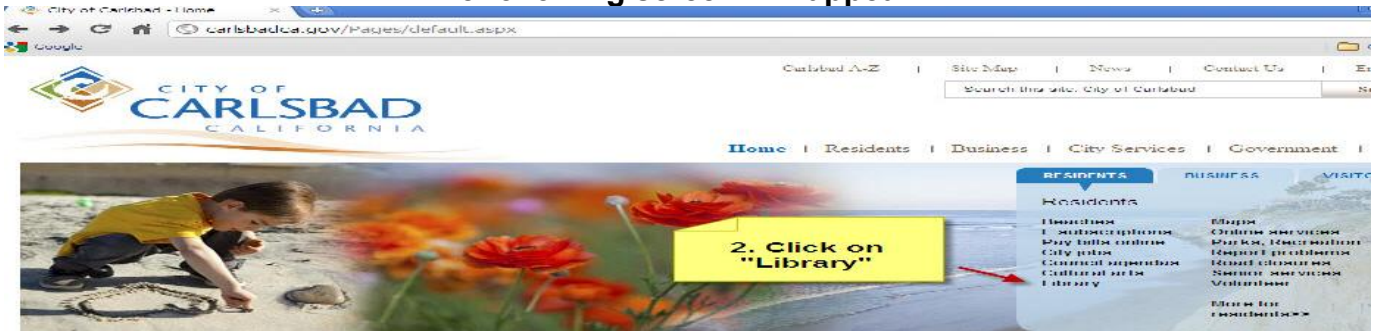 City of Carlsbad - Home
carlsbadca.gov/Pages/default.aspx
Google
Carlsbad A-Z | Site Map | News | Contact Us |
Search this site: City of Carlsbad
CITY OF
CARLSBAD
CALIFORNIA
Home | Residents | Business | City Services | Government |
RESIDENTS BUSINESS
Residents
Beaches Maps
E-subscriptions Online services
Pay bills online Parks, Recreation
City jobs Report problems
Council agendas Road closures
Cultural arts Senior services
Library Volunteer
More for
residents>>
2. Click on
"Library"